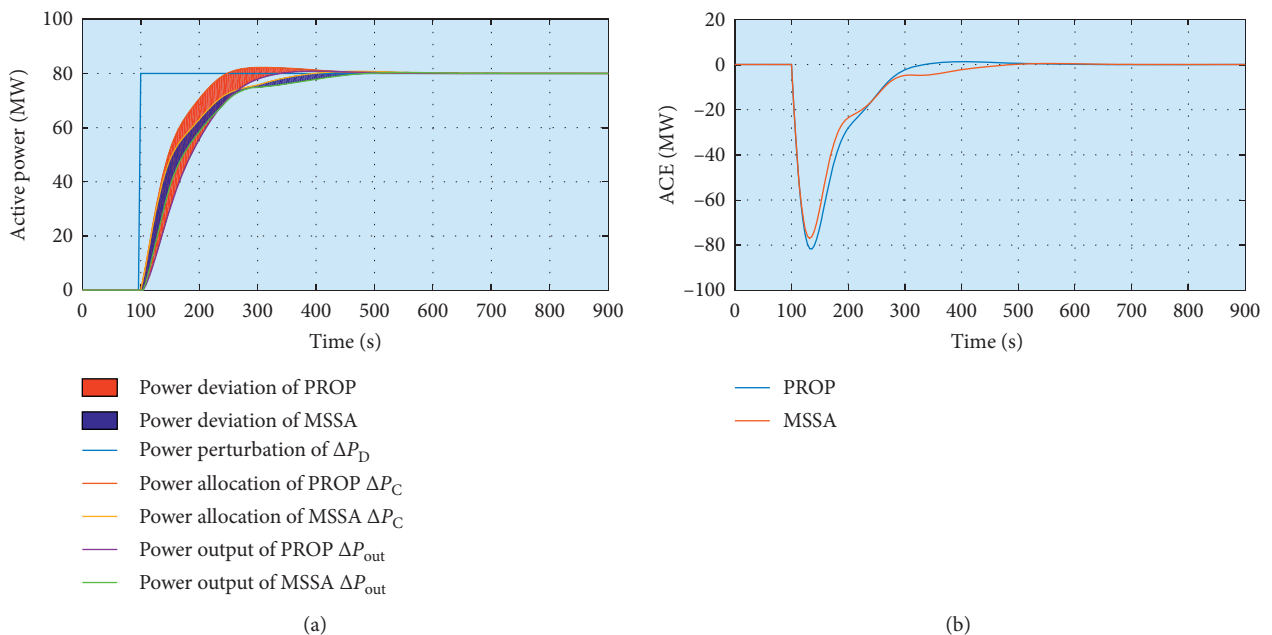 100
80
60
40
20
0
Active power (MW)
0 100 200 300 400 500 600 700 800 900
Time (s)
Power deviation of PROP
Power deviation of MSSA
Power perturbation of ΔP_D
Power allocation of PROP ΔP_C
Power allocation of MSSA ΔP_C
Power output of PROP ΔP_out
Power output of MSSA ΔP_out
(a)
20
0
–20
–40
–60
–80
–100
ACE (MW)
0 100 200 300 400 500 600 700 800 900
Time (s)
PROP
MSSA
(b)